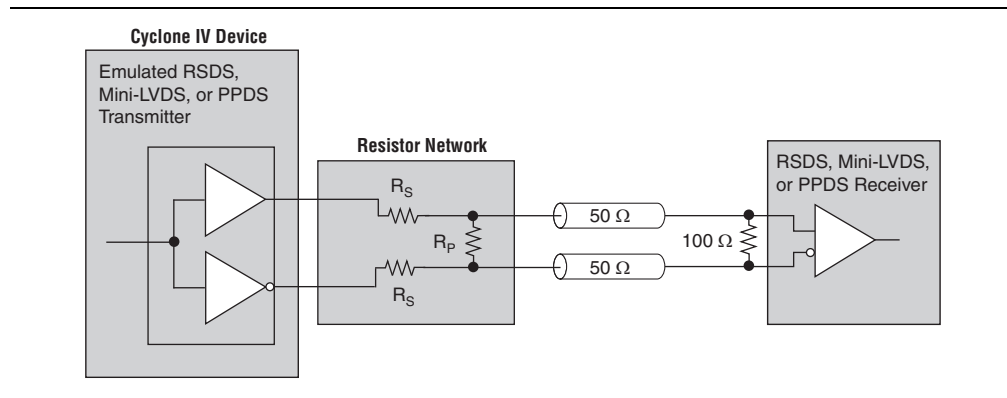 Cyclone IV Device
Emulated RSDS,
Mini-LVDS, or PPDS
Transmitter
Resistor Network
RS
RP
RS
50 Ω
50 Ω
100 Ω
RSDS, Mini-LVDS,
or PPDS Receiver